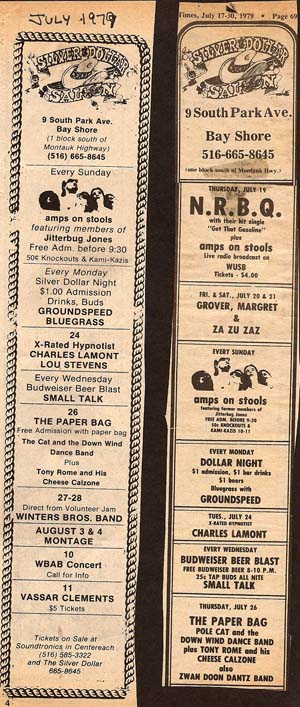 JULY 1979
SILVER DOLLAR
SALOON
9 South Park Ave.
Bay Shore
(1 block south of
Montauk Highway)
(516) 665-8645
Every Sunday
amps on stools
featuring members of
Jitterbug Jones
Free Adm. before 9:30
50¢ Knockouts & Kami-Kazis
Every Monday
Silver Dollar Night
$1.00 Admission
Drinks, Buds
GROUNDSPEED
BLUEGRASS
24
X-Rated Hypnotist
CHARLES LAMONT
LOU STEVENS
Every Wednesday
Budweiser Beer Blast
SMALL TALK
26
THE PAPER BAG
Free Admission with paper bag
The Cat and the Down Wind
Dance Band
Plus
Tony Rome and His
Cheese Calzone
27-28
Direct from Volunteer Jam
WINTERS BROS. BAND
AUGUST 3 & 4
MONTAGE
10
WBAB Concert
Call for Info
11
VASSAR CLEMENTS
$5 Tickets
Tickets on Sale at
Soundtronics in Centereach
(516) 585-3322
and The Silver Dollar
665-8645
4
Times, July 17-30, 1979 • Page 69
SILVER DOLLAR
SALOON
9 South Park Ave.
Bay Shore
516-665-8645
(one block south of Montauk Hwy.)
THURSDAY, JULY 19
N.R.B.Q.
with their hit single
"Get That Gasoline"
plus
amps on stools
Live radio broadcast on
WUSB
Tickets - $4.00
FRI. & SAT., JULY 20 & 21
GROVER, MARGRET
&
ZA ZU ZAZ
EVERY SUNDAY
amps on stools
featuring former members of
Jitterbug Jones
FREE ADM. BEFORE 9:30
50c KNOCKOUTS &
KAMI-KAZIS 10-11
EVERY MONDAY
DOLLAR NIGHT
$1 admission, $1 bar drinks
$1 beers
Bluegrass with
GROUNDSPEED
TUES., JULY 24
X-RATED HYPNOTIST
CHARLES LAMONT
EVERY WEDNESDAY
BUDWEISER BEER BLAST
FREE BUDWEISER BEER 8-10 P.M.
25c TAP BUDS ALL NITE
SMALL TALK
THURSDAY, JULY 26
THE PAPER BAG
POLE CAT and the
DOWN WIND DANCE BAND
plus TONY ROME and his
CHEESE CALZONE
also
ZWAN DOON DANTZ BAND